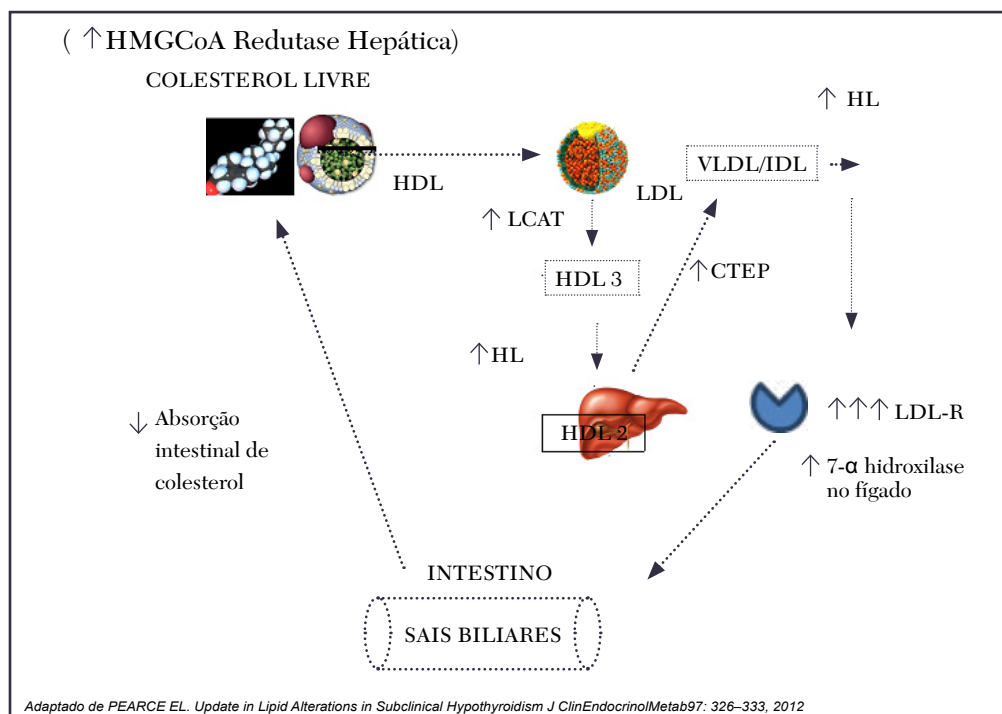 ( ↑HMGCoA Redutase Hepática)
COLESTEROL LIVRE
↑ HL
HDL
LDL
VLDL/IDL
↑ LCAT
HDL 3
↑CTEP
↑HL
HDL 2
↑↑↑ LDL-R
↑ 7-α hidroxilase
no fígado
↓ Absorção
intestinal de
colesterol
INTESTINO
SAIS BILIARES
Adaptado de PEARCE EL. Update in Lipid Alterations in Subclinical Hypothyroidism J ClinEndocrinolMetab97: 326–333, 2012